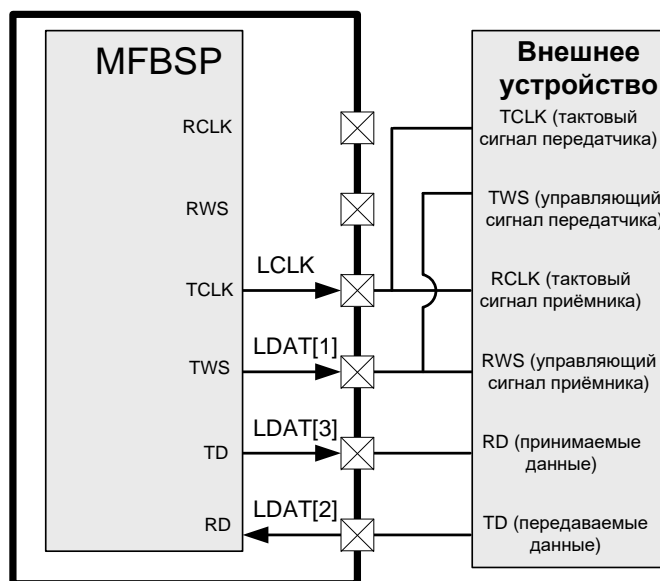 MFBSP
RCLK
RWS
TCLK
TWS
TD
RD
LCLK
LDAT[1]
LDAT[3]
LDAT[2]
Внешнее
устройство
TCLK (тактовый
сигнал передатчика)
TWS (управляющий
сигнал передатчика)
RCLK (тактовый
сигнал приёмника)
RWS (управляющий
сигнал приёмника)
RD (принимаемые
данные)
TD (передаваемые
данные)